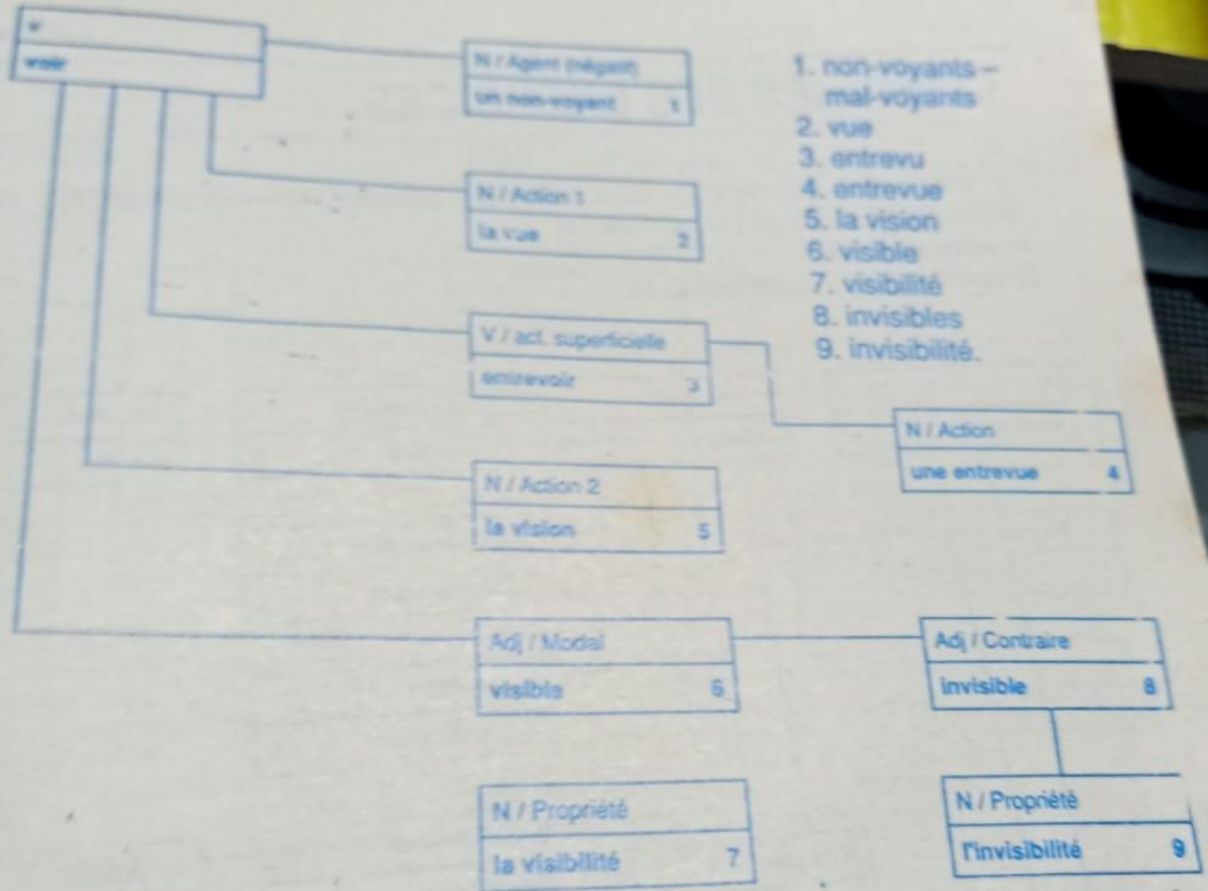 v
voir
N / Agent (négatif)
un non-voyant 1
1. non-voyants –
mal-voyants
2. vue
3. entrevu
4. entrevue
5. la vision
6. visible
7. visibilité
8. invisibles
9. invisibilité.
N / Action 1
la vue 2
V / act. superficielle
entrevoir 3
N / Action
une entrevue 4
N / Action 2
la vision 5
Adj / Modal
visible 6
Adj / Contraire
invisible 8
N / Propriété
la visibilité 7
N / Propriété
l'invisibilité 9